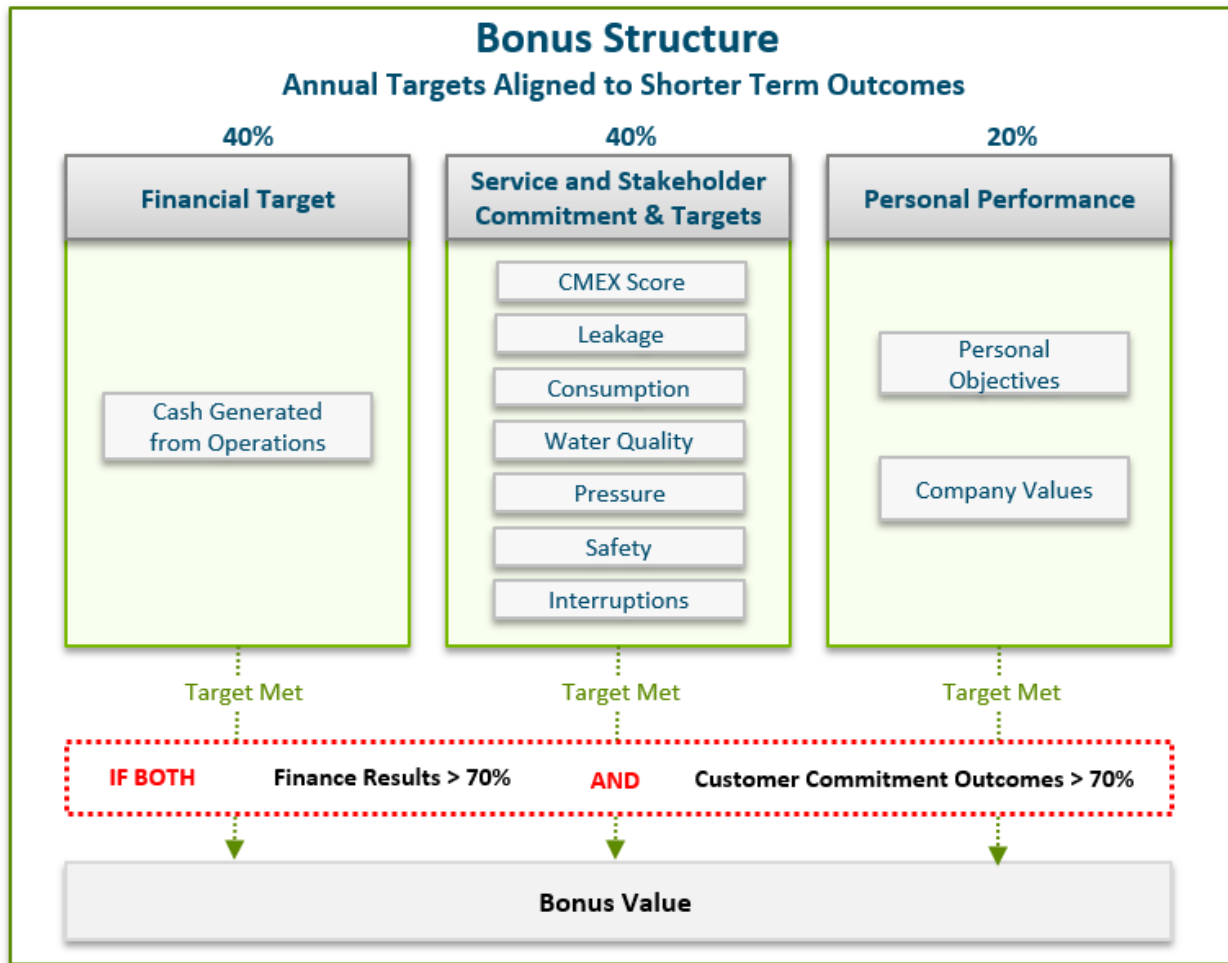 Bonus Structure
Annual Targets Aligned to Shorter Term Outcomes
40%
40%
20%
Financial Target
Service and Stakeholder
Commitment & Targets
Personal Performance
CMEX Score
Leakage
Consumption
Water Quality
Pressure
Safety
Interruptions
Cash Generated
from Operations
Personal
Objectives
Company Values
Target Met
Target Met
Target Met
IF BOTH Finance Results > 70% AND Customer Commitment Outcomes > 70%
Bonus Value